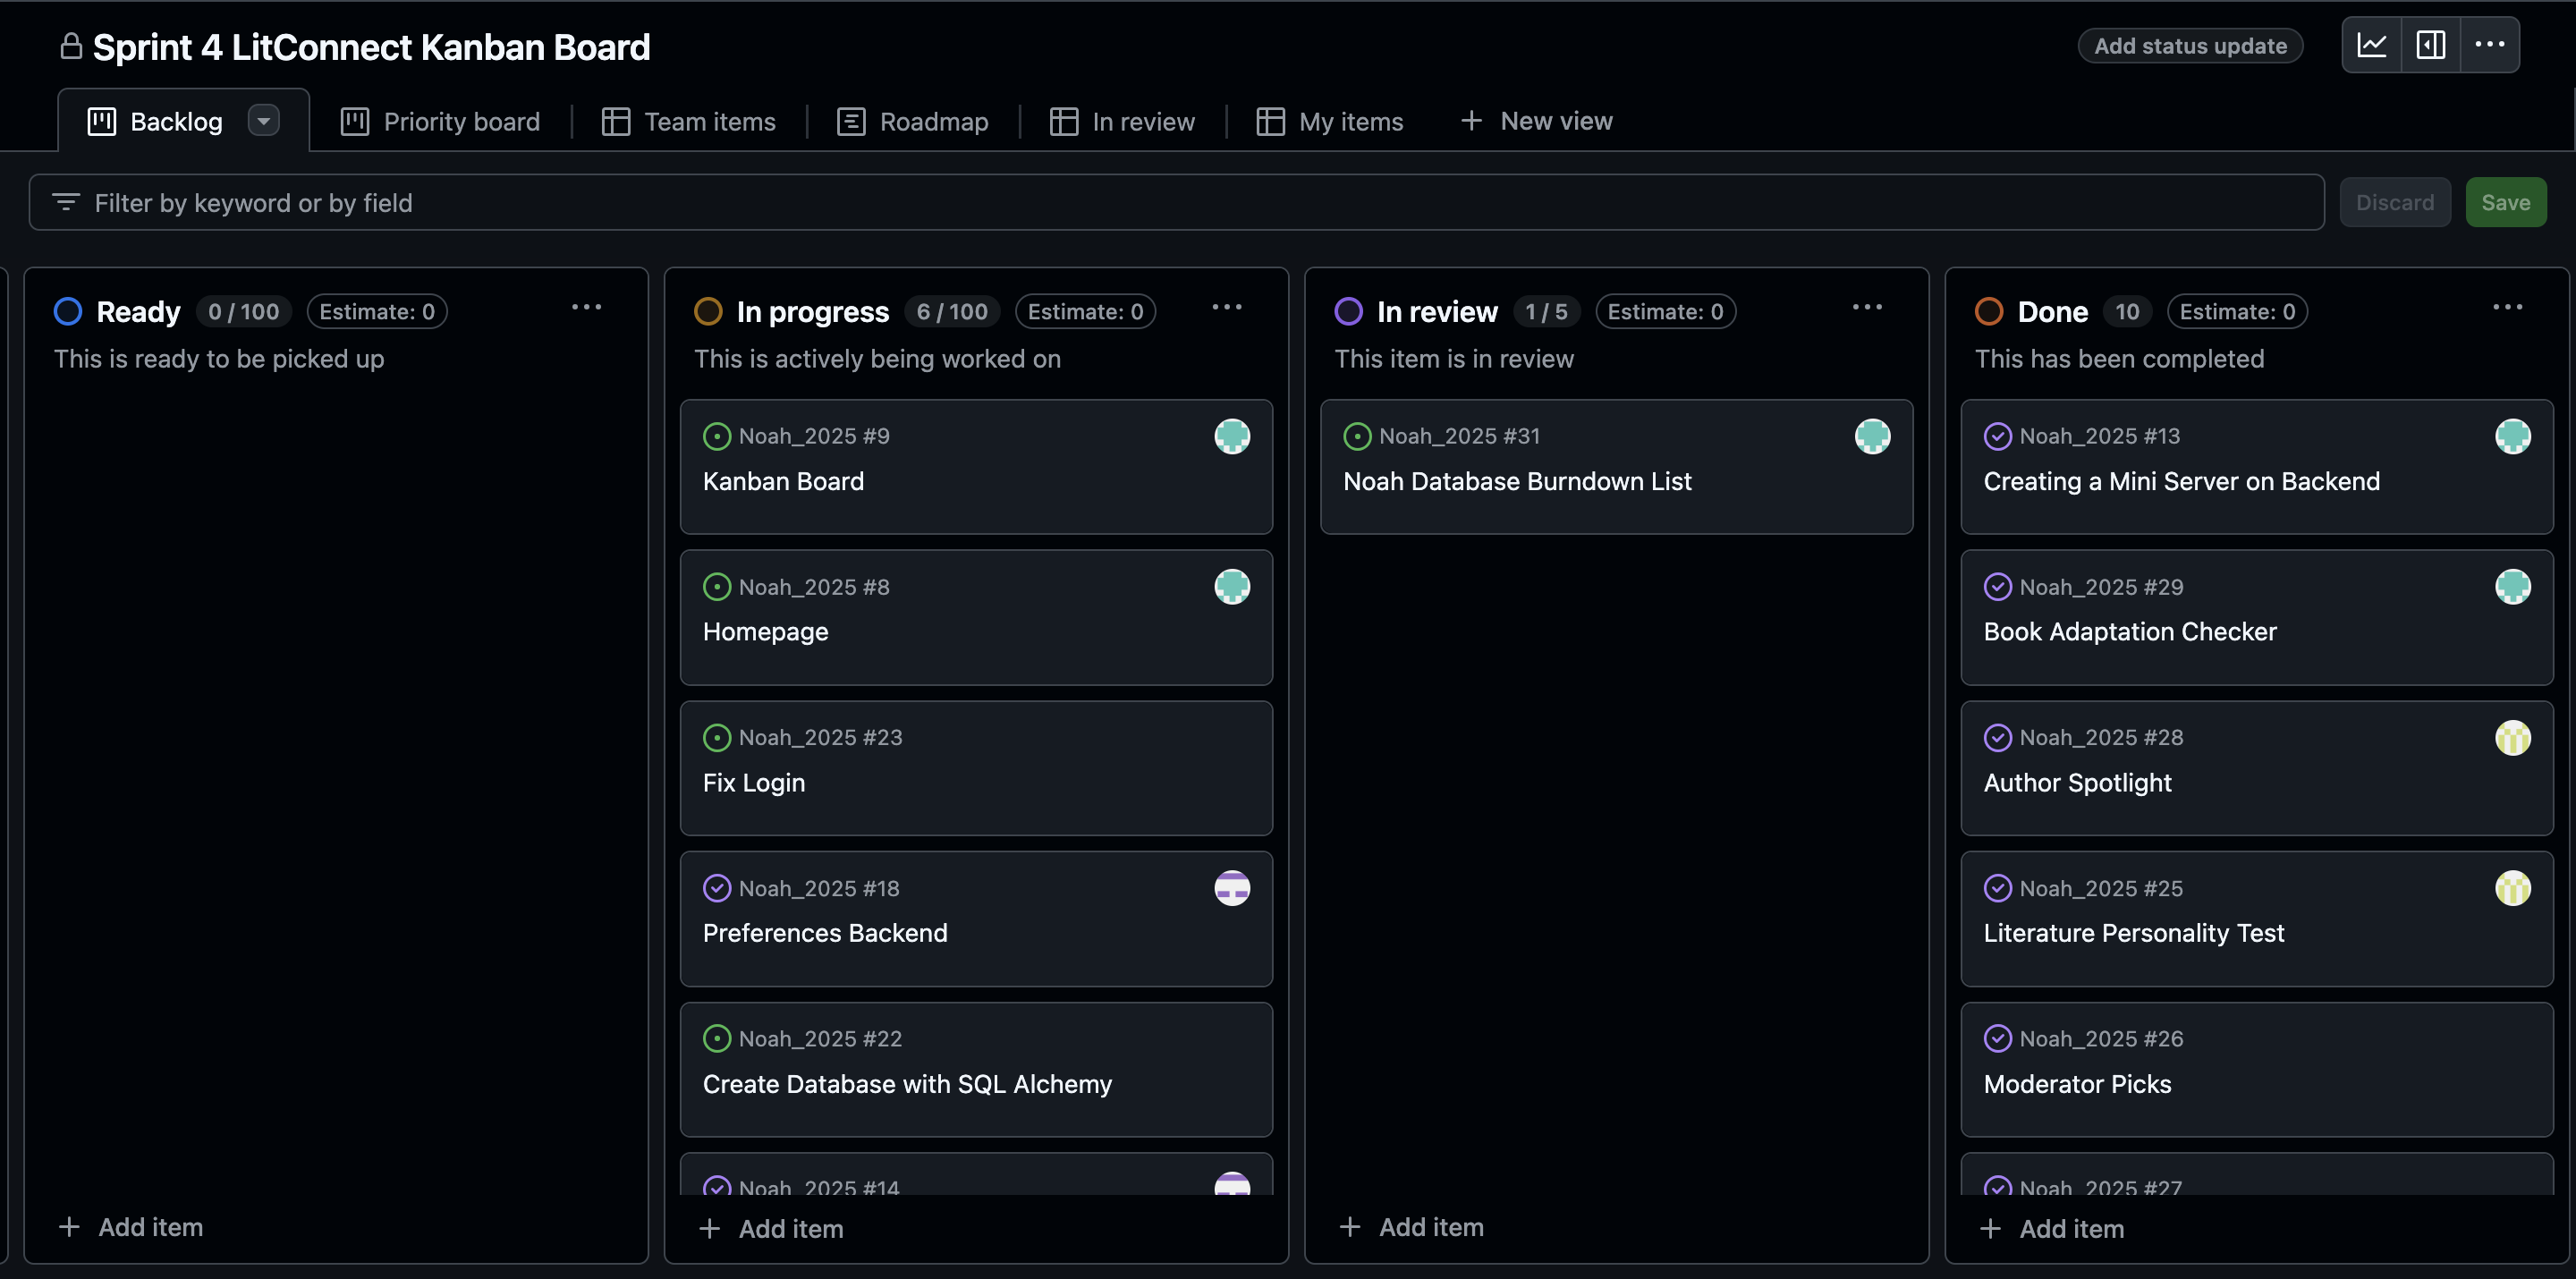 Sprint 4 LitConnect Kanban Board
Add status update
Backlog
Priority board
Team items
Roadmap
In review
My items
New view
Filter by keyword or by field
Discard
Save
Ready 0 / 100 Estimate: 0
This is ready to be picked up
Add item
In progress 6 / 100 Estimate: 0
This is actively being worked on
Noah_2025 #9
Kanban Board
Noah_2025 #8
Homepage
Noah_2025 #23
Fix Login
Noah_2025 #18
Preferences Backend
Noah_2025 #22
Create Database with SQL Alchemy
Noah_2025 #14
Add item
In review 1 / 5 Estimate: 0
This item is in review
Noah_2025 #31
Noah Database Burndown List
Add item
Done 10 Estimate: 0
This has been completed
Noah_2025 #13
Creating a Mini Server on Backend
Noah_2025 #29
Book Adaptation Checker
Noah_2025 #28
Author Spotlight
Noah_2025 #25
Literature Personality Test
Noah_2025 #26
Moderator Picks
Noah_2025 #27
Add item